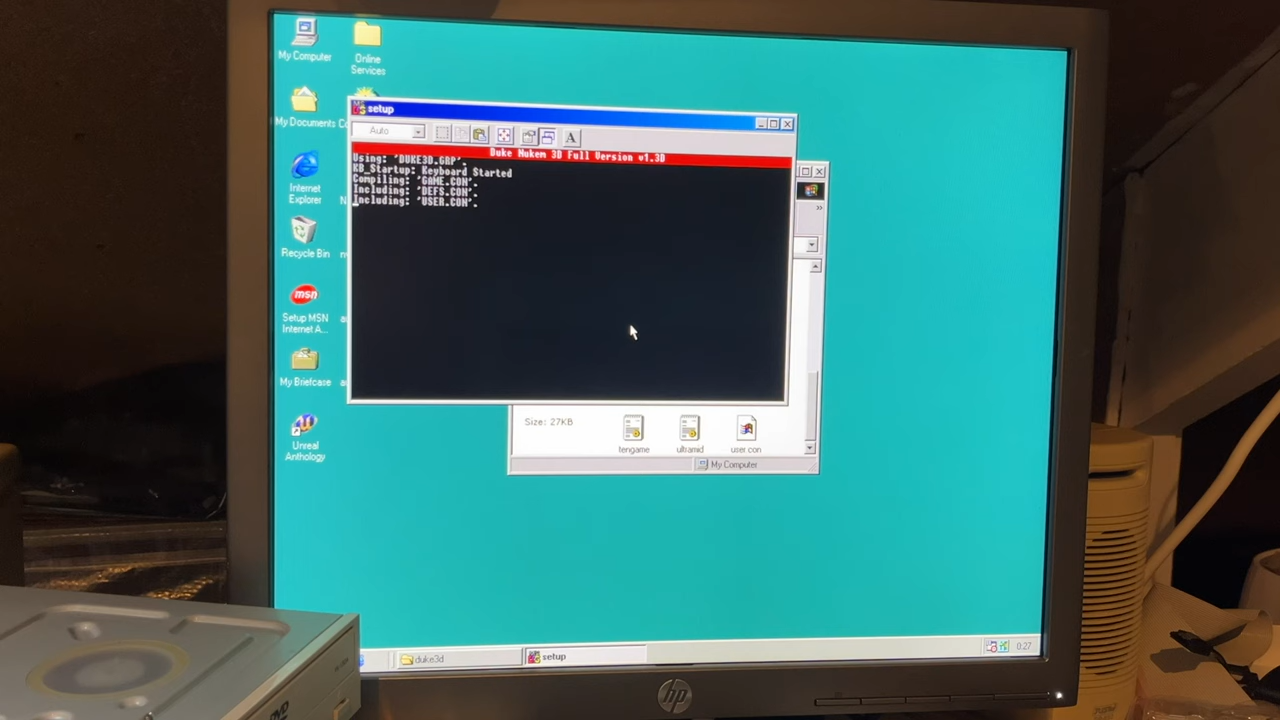 My Computer
Online
Services
My Documents
Internet
Explorer
Recycle Bin
msn
Setup MSN
Internet A...
My Briefcase
Unreal
Anthology
setup
Auto
A
Duke Nukem 3D Full Version v1.3D
Using: 'DUKE3D.GRP'.
KB_Startup: Keyboard Started
Compiling: 'GAME.CON'.
Including: 'DEFS.CON'.
Including: 'USER.CON'.
»
Size: 27KB
tengame
ultramid
user.con
My Computer
duke3d
setup
0:27
hp
DVD